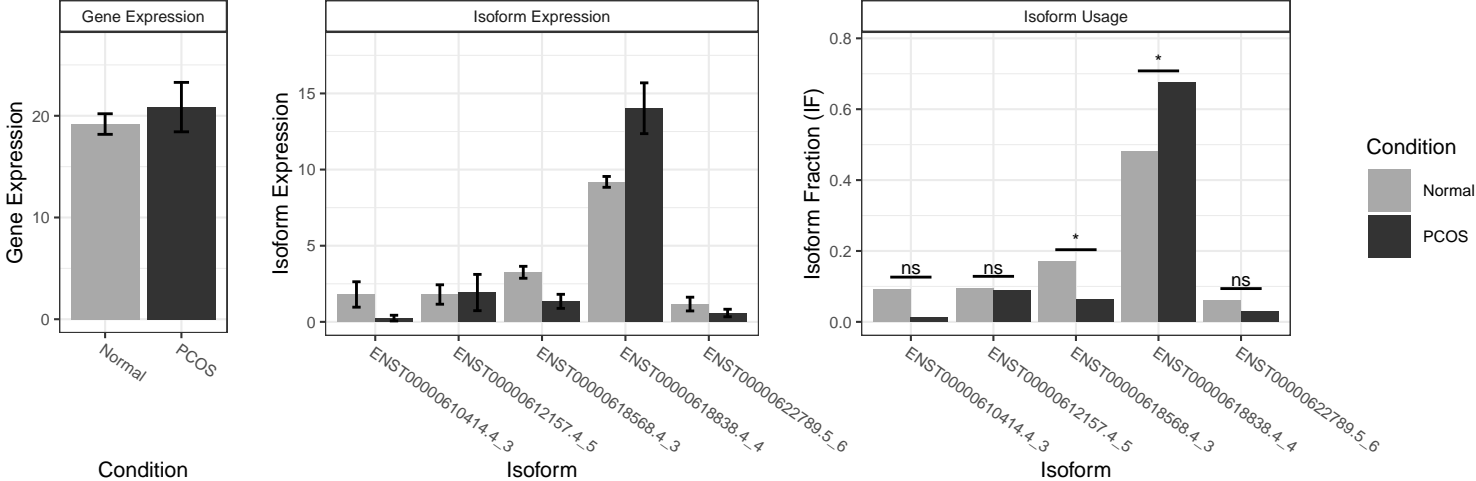 Gene Expression
Isoform Expression
Isoform Usage
Gene Expression
20
10
0
Normal
PCOS
Condition
Isoform Expression
15
10
5
0
ENST00000610414.4_3
ENST00000612157.4_5
ENST00000618568.4_3
ENST00000618838.4_4
ENST00000622789.5_6
Isoform
Isoform Fraction (IF)
0.8
0.6
0.4
0.2
0.0
ns
ns
*
*
ns
ENST00000610414.4_3
ENST00000612157.4_5
ENST00000618568.4_3
ENST00000618838.4_4
ENST00000622789.5_6
Isoform
Condition
Normal
PCOS